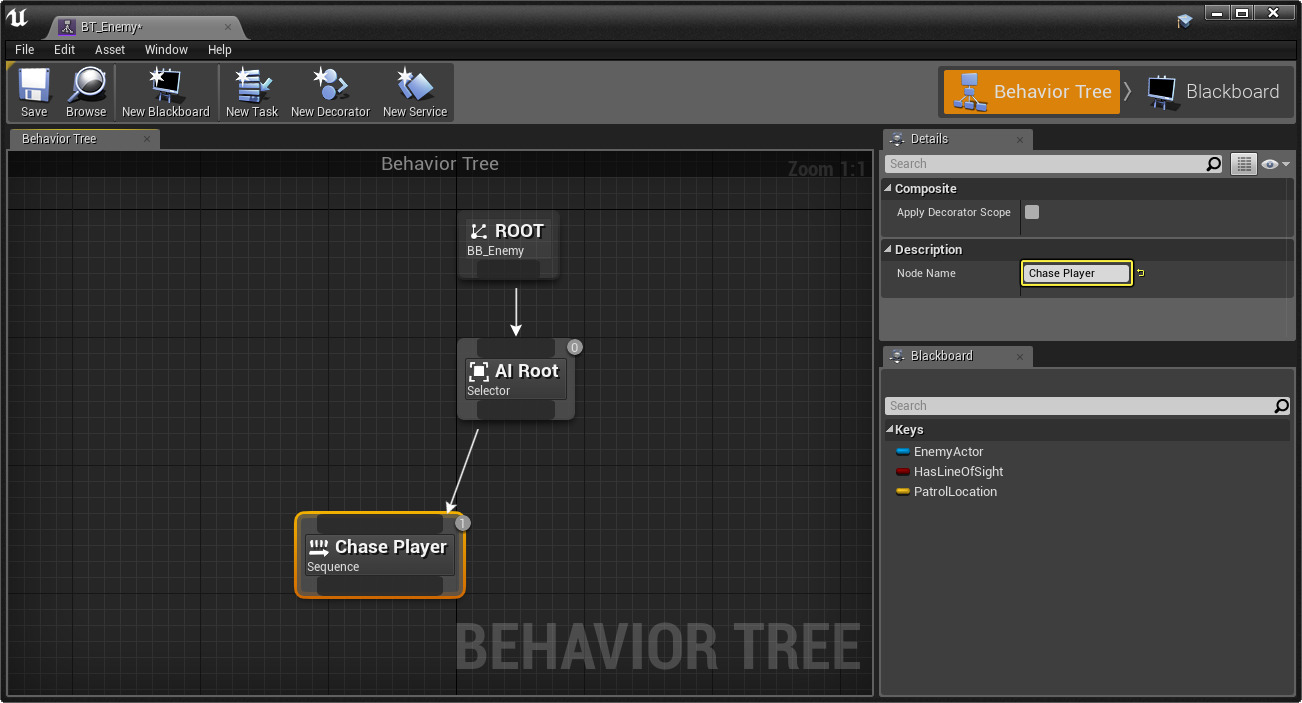 BT_Enemy*
File Edit Asset Window Help
Save Browse New Blackboard New Task New Decorator New Service
Behavior Tree Blackboard
Behavior Tree
Behavior Tree
Zoom 1:1
ROOT
BB_Enemy
0
AI Root
Selector
1
Chase Player
Sequence
BEHAVIOR TREE
Details
Search
Composite
Apply Decorator Scope
Description
Node Name Chase Player
Blackboard
Search
Keys
EnemyActor
HasLineOfSight
PatrolLocation